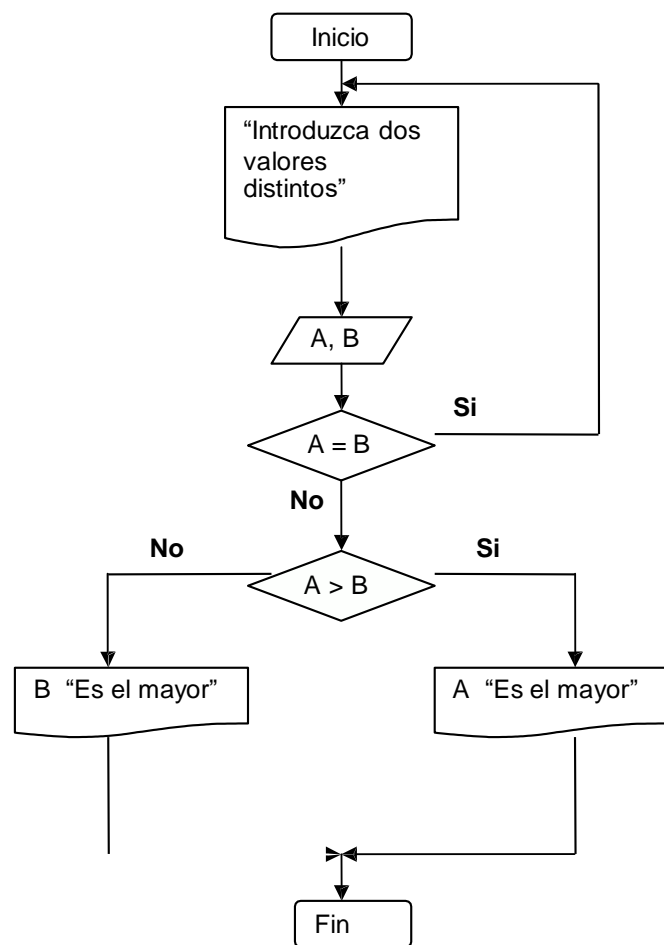 Inicio
“Introduzca dos
valores
distintos”
A, B
Si
A = B
No
No
Si
A > B
B “Es el mayor”
A “Es el mayor”
Fin